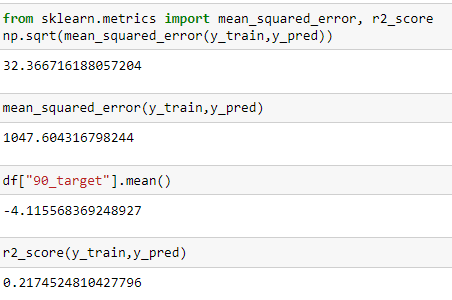 from sklearn.metrics import mean_squared_error, r2_score
np.sqrt(mean_squared_error(y_train,y_pred))
32.366716188057204
mean_squared_error(y_train,y_pred)
1047.604316798244
df["90_target"].mean()
-4.115568369248927
r2_score(y_train,y_pred)
0.2174524810427796